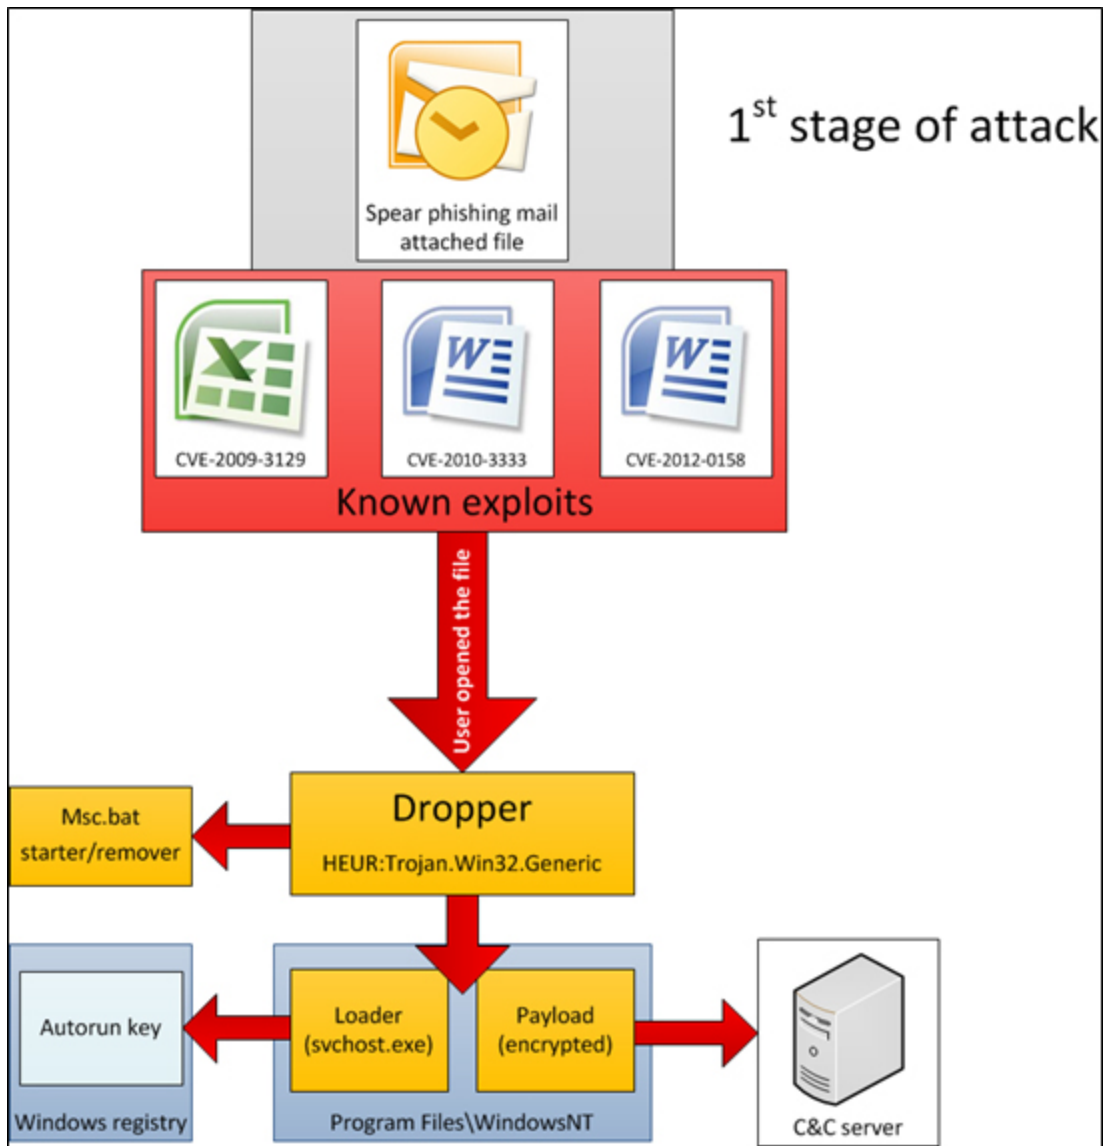 1st stage of attack
Spear phishing mail
attached file
CVE-2009-3129
CVE-2010-3333
CVE-2012-0158
Known exploits
User opened the file
Dropper
HEUR:Trojan.Win32.Generic
Msc.bat
starter/remover
Autorun key
Windows registry
Loader
(svchost.exe)
Payload
(encrypted)
Program Files\WindowsNT
C&C server